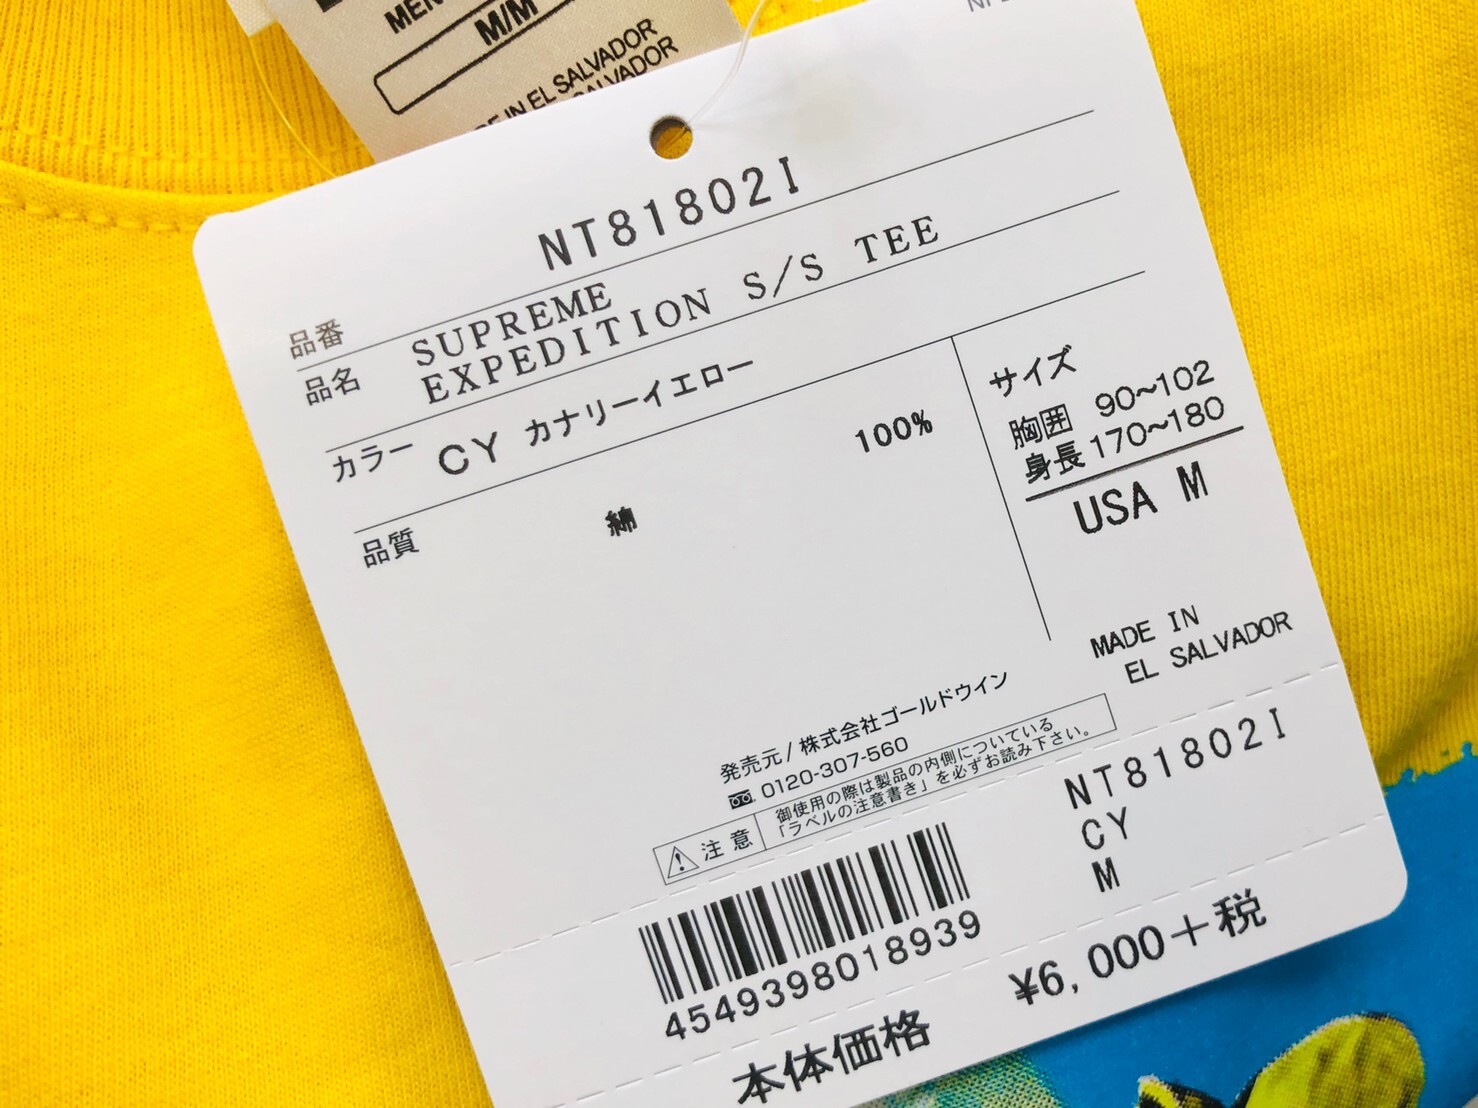 MEN
M/M
IN EL SALVADOR
SALVADOR
品番 NT81802I
品名 SUPREME
EXPEDITION S/S TEE
カラー CY カナリーイエロー
品質 綿 100%
サイズ
胸囲 90~102
身長 170~180
USA M
MADE IN
EL SALVADOR
発売元/株式会社ゴールドウイン
0120-307-560
注意 御使用の際は製品の内側についている
「ラベルの注意書き」を必ずお読み下さい。
NT81802I
CY
M
4549398018939
本体価格 ¥6,000+税